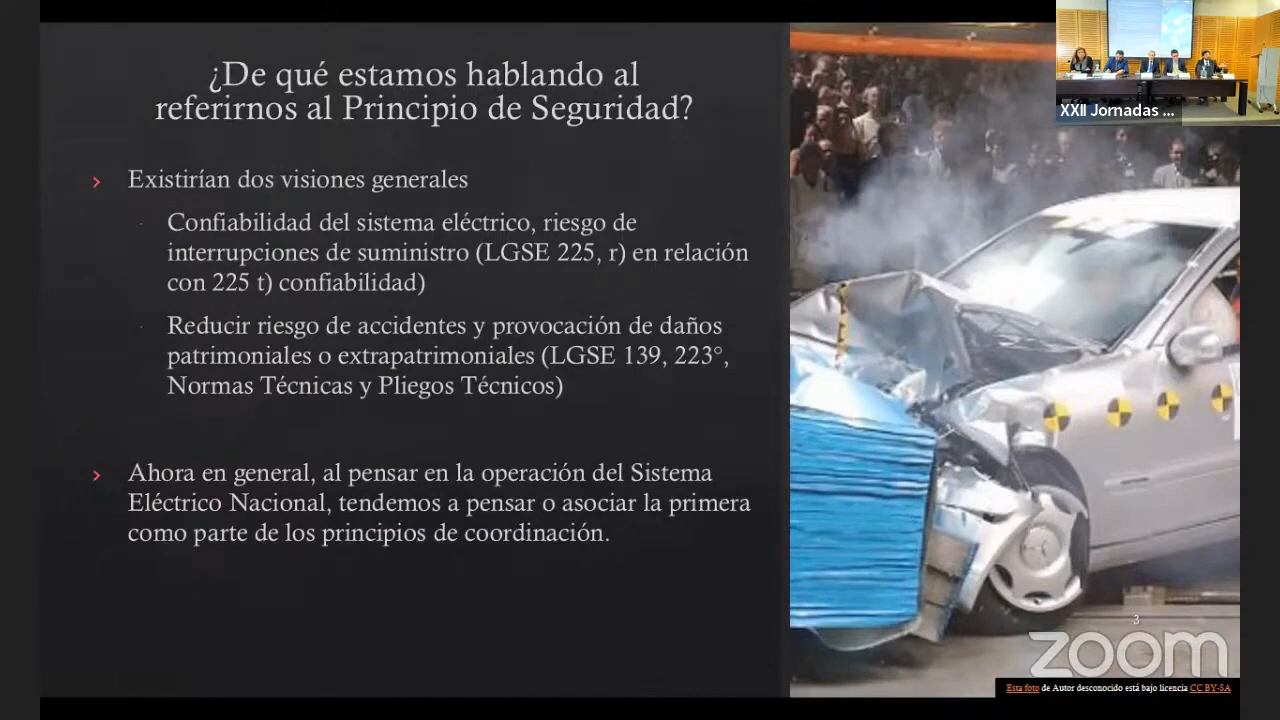 ¿De qué estamos hablando al
referirnos al Principio de Seguridad?
› Existirían dos visiones generales
· Confiabilidad del sistema eléctrico, riesgo de
interrupciones de suministro (LGSE 225, r) en relación
con 225 t) confiabilidad)
· Reducir riesgo de accidentes y provocación de daños
patrimoniales o extrapatrimoniales (LGSE 139, 223°,
Normas Técnicas y Pliegos Técnicos)
› Ahora en general, al pensar en la operación del Sistema
Eléctrico Nacional, tendemos a pensar o asociar la primera
como parte de los principios de coordinación.
XXII Jornadas ...
3
zoom
Esta foto de Autor desconocido está bajo licencia CC BY-SA